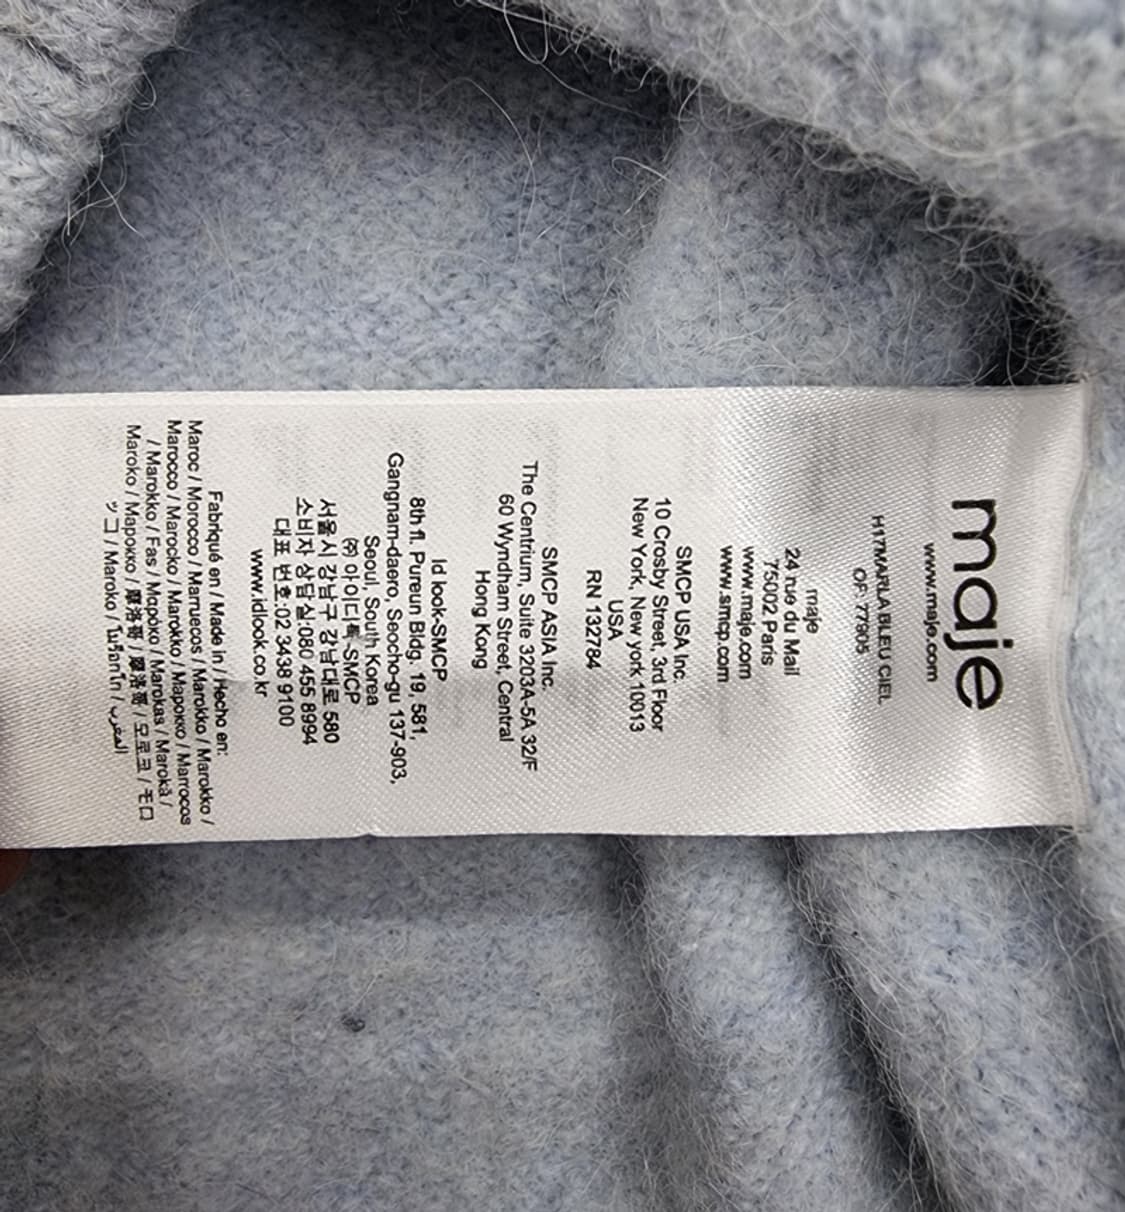 maje
www.maje.com
H17MARLA BLEU CIEL
OF: 77905
maje
24 rue du Mail
75002 Paris
www.maje.com
www.smcp.com
SMCP USA Inc.
10 Crosby Street, 3rd Floor
New York, New york 10013
USA
RN 132784
SMCP ASIA Inc.
The Centrium, Suite 3203A-5A 32/F
60 Wyndham Street, Central
Hong Kong
Id look-SMCP
8th fl. Pureun Bldg. 19, 581,
Gangnam-daero, Seocho-gu 137-903,
Seoul, South Korea
㈜ 아이디룩-SMCP
서울시 강남구 강남대로 580
소비자 상담실:080 455 8994
대표 번호:02 3438 9100
www.idlook.co.kr
Fabriqué en / Made in / Hecho en:
Maroc / Morocco / Marruecos / Marokko / Marokko /
Marocco / Marocko / Marokko / Марокко / Marrocos
/ Marokko / Fas / Μαρόκο / Marokas / Maroká /
Maroko / Марокко / 摩洛哥 / 摩洛哥 / 모로코 / モロ
ッコ / Maroko / โมร็อกโก / المغرب